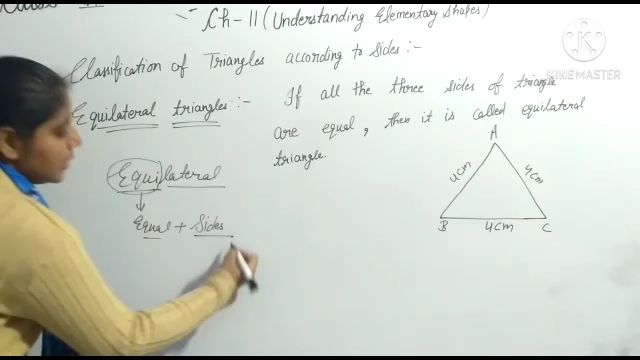 Ch-11 (Understanding Elementary Shapes)
Classification of Triangles according to Sides :-
Equilateral triangles :- If all the three sides of triangle
are equal, then it is called equilateral
triangle.
Equilateral
Equal + Sides
A
4cm 4cm
B 4cm C
KINEMASTER